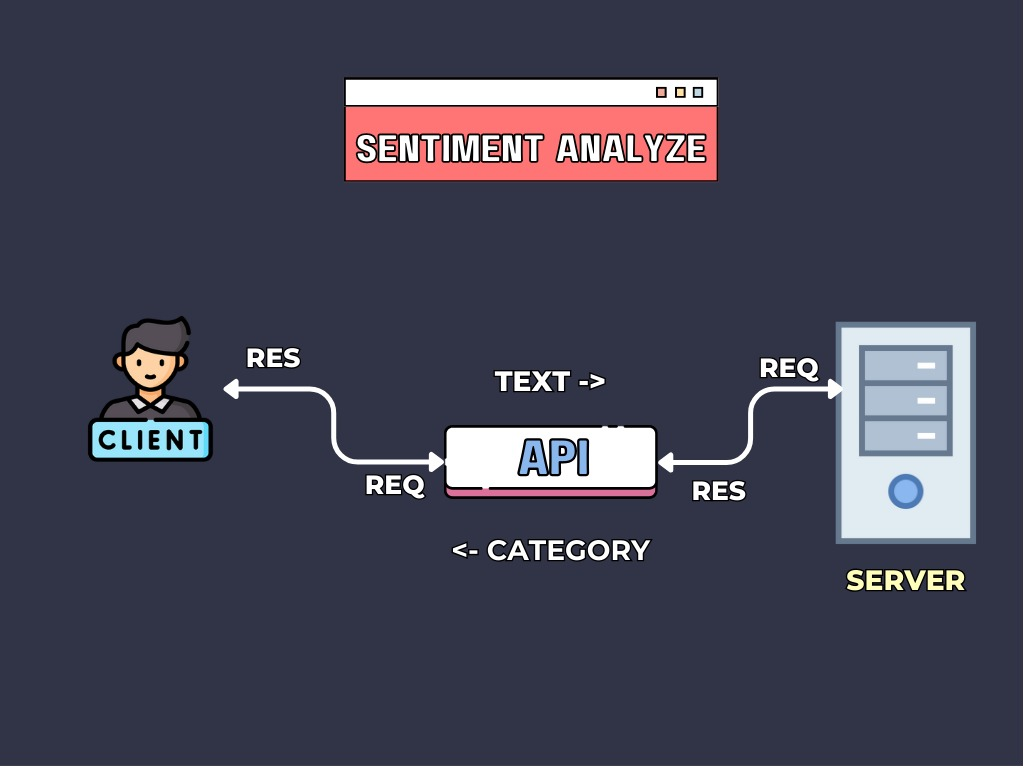 SENTIMENT ANALYZE
RES
REQ
TEXT ->
CLIENT
API
REQ
RES
<- CATEGORY
SERVER